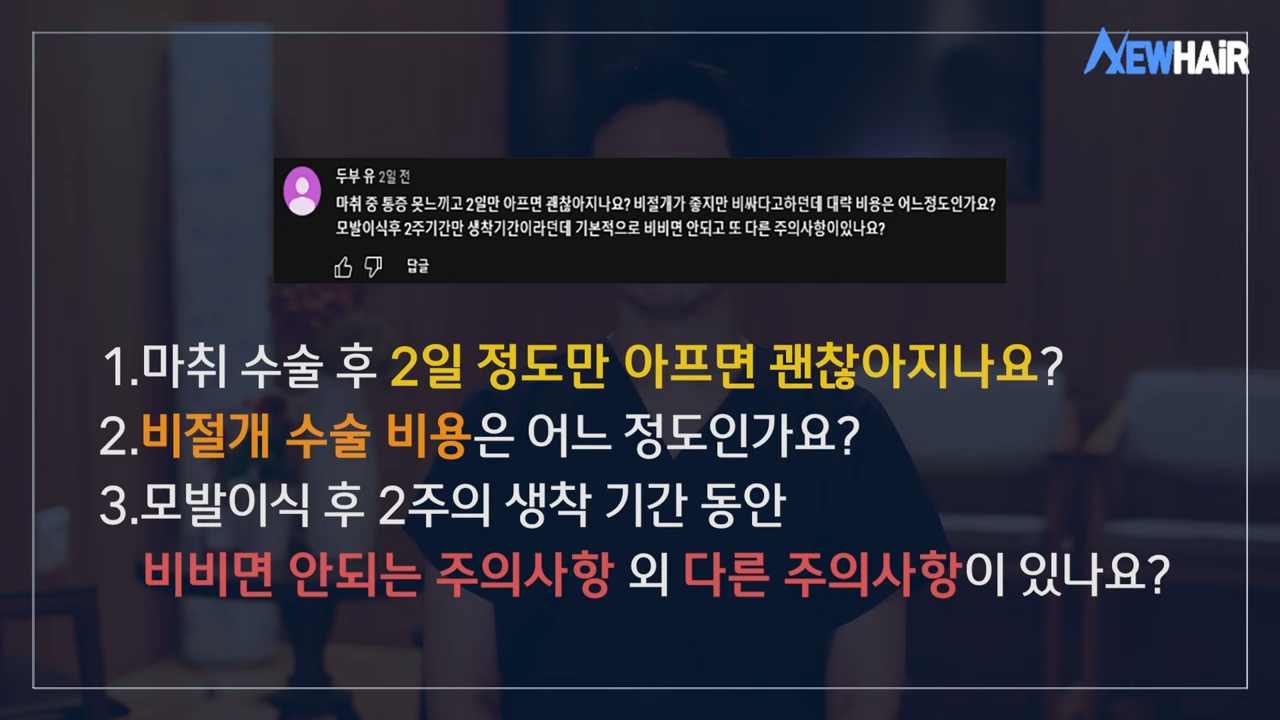 NEWHAiR
두부 유 2일 전
마취 중 통증 못느끼고 2일만 아프면 괜찮아지나요? 비절개가 좋지만 비싸다고하던데 대략 비용은 어느정도인가요?
모발이식후 2주기간만 생착기간이라던데 기본적으로 비비면 안되고 또 다른 주의사항이있나요?
답글
1.마취 수술 후 2일 정도만 아프면 괜찮아지나요?
2.비절개 수술 비용은 어느 정도인가요?
3.모발이식 후 2주의 생착 기간 동안
비비면 안되는 주의사항 외 다른 주의사항이 있나요?